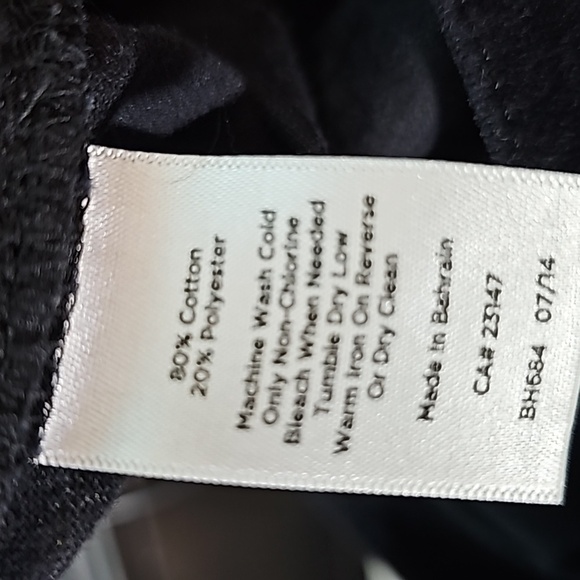 80% Cotton
20% Polyester
Machine Wash Cold
Only Non-Chlorine
Bleach When Needed
Tumble Dry Low
Warm Iron On Reverse
Or Dry Clean
Made In Bahrain
CA# 23147
BH684 07/14